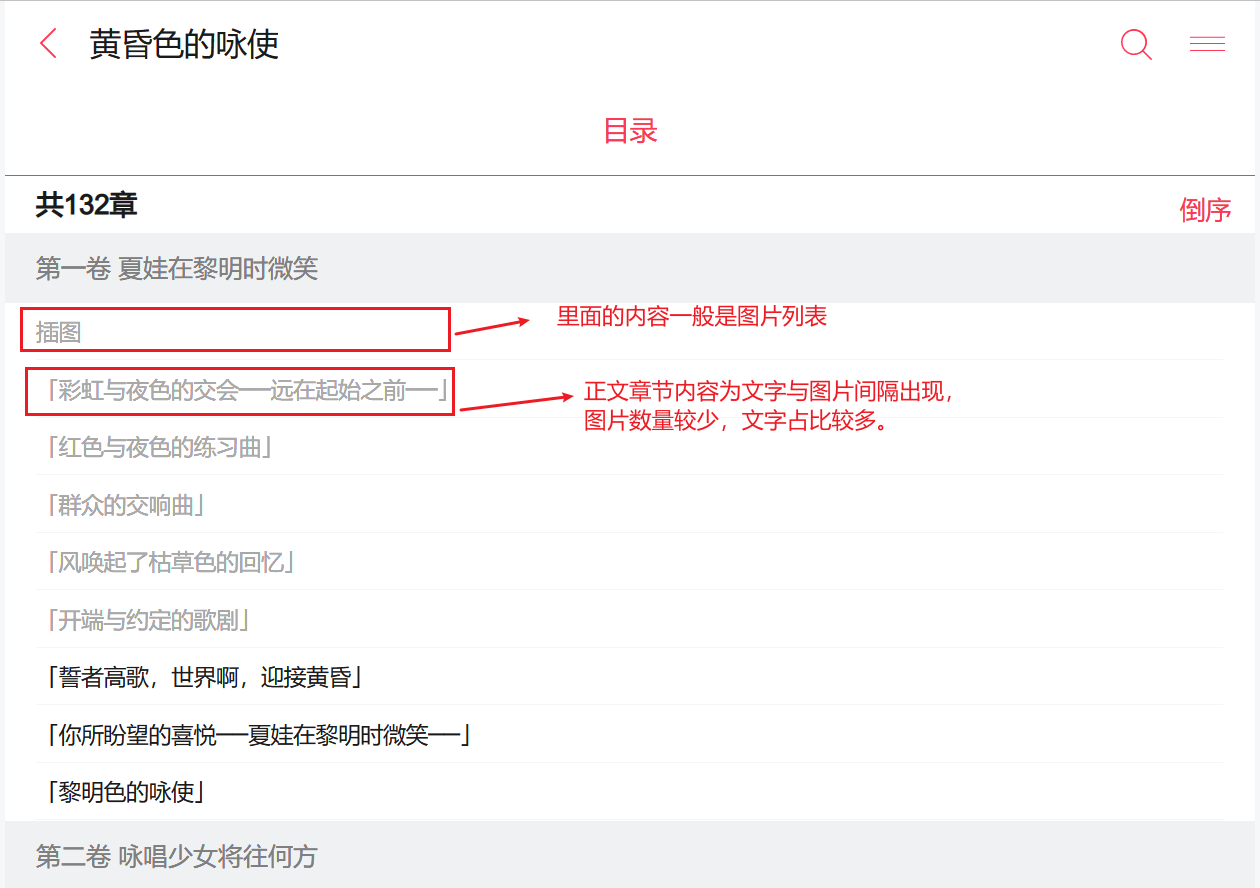 黄昏色的咏使
目录
共132章
倒序
第一卷 夏娃在黎明时微笑
插图
里面的内容一般是图片列表
「彩虹与夜色的交会──远在起始之前──」
正文章节内容为文字与图片间隔出现，
图片数量较少，文字占比较多。
「红色与夜色的练习曲」
「群众的交响曲」
「风唤起了枯草色的回忆」
「开端与约定的歌剧」
「誓者高歌，世界啊，迎接黄昏」
「你所盼望的喜悦──夏娃在黎明时微笑──」
「黎明色的咏使」
第二卷 咏唱少女将往何方